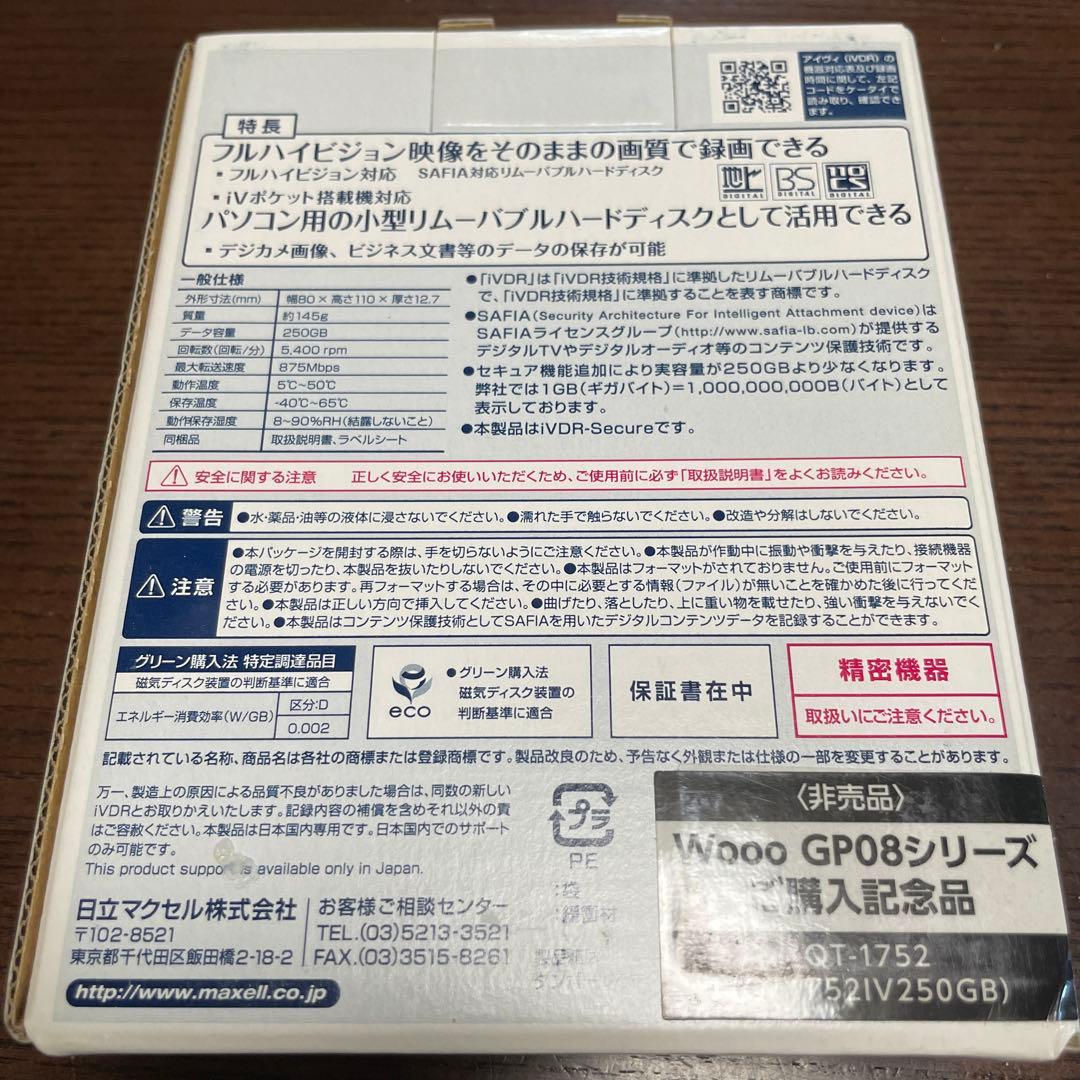 アイヴィ(iVDR)の
機器対応表及び録画
時間に関して、左記
コードをケータイで
読み取り、確認でき
ます。
特長
フルハイビジョン映像をそのままの画質で録画できる
・フルハイビジョン対応 SAFIA対応リムーバブルハードディスク
・iVポケット搭載機対応
地上 DIGITAL BS DIGITAL 110 CS DIGITAL
パソコン用の小型リムーバブルハードディスクとして活用できる
・デジカメ画像、ビジネス文書等のデータの保存が可能
一般仕様
外形寸法(mm) 幅80×高さ110×厚さ12.7
質量 約145g
データ容量 250GB
回転数(回転/分) 5,400 rpm
最大転送速度 875Mbps
動作温度 5℃~50℃
保存温度 -40℃~65℃
動作保存湿度 8~90%RH(結露しないこと)
同梱品 取扱説明書、ラベルシート
●「iVDR」は「iVDR技術規格」に準拠したリムーバブルハードディスク
で、「iVDR技術規格」に準拠することを表す商標です。
●SAFIA(Security Architecture For Intelligent Attachment device)は
SAFIAライセンスグループ(http://www.safia-lb.com)が提供する
デジタルTVやデジタルオーディオ等のコンテンツ保護技術です。
●セキュア機能追加により実容量が250GBより少なくなります。
弊社では1GB(ギガバイト)=1,000,000,000B(バイト)として
表示しております。
●本製品はiVDR-Secureです。
安全に関する注意 正しく安全にお使いいただくため、ご使用前に必ず「取扱説明書」をよくお読みください。
警告 ●水・薬品・油等の液体に浸さないでください。●濡れた手で触らないでください。●改造や分解はしないでください。
注意
●本パッケージを開封する際は、手を切らないようにご注意ください。●本製品が作動中に振動や衝撃を与えたり、接続機器
の電源を切ったり、本製品を抜いたりしないでください。●本製品はフォーマットがされておりません。ご使用前にフォーマット
する必要があります。再フォーマットする場合は、その中に必要とする情報(ファイル)が無いことを確かめた後に行ってくだ
さい。●本製品は正しい方向で挿入してください。●曲げたり、落としたり、上に重い物を載せたり、強い衝撃を与えないでく
ださい。●本製品はコンテンツ保護技術としてSAFIAを用いたデジタルコンテンツデータを記録することができます。
グリーン購入法 特定調達品目
磁気ディスク装置の判断基準に適合
エネルギー消費効率(W/GB) 区分:D
0.002
eco
●グリーン購入法
磁気ディスク装置の
判断基準に適合
保証書在中
精密機器
取扱いにご注意ください。
記載されている名称、商品名は各社の商標または登録商標です。製品改良のため、予告なく外観または仕様の一部を変更することがあります。
万一、製造上の原因による品質不良がありました場合は、同数の新しい
iVDRとお取りかえいたします。記録内容の補償を含めそれ以外の責
はご容赦ください。本製品は日本国内専用です。日本国内でのサポート
のみ可能です。
This product support is available only in Japan.
プラ
PE
:袋
:緩衝材
〈非売品〉
Wooo GP08シリーズ
ご購入記念品
QT-1752
752IV250GB)
日立マクセル株式会社
〒102-8521
東京都千代田区飯田橋2-18-2
お客様ご相談センター
TEL.(03)5213-3521
FAX.(03)3515-8261
http://www.maxell.co.jp